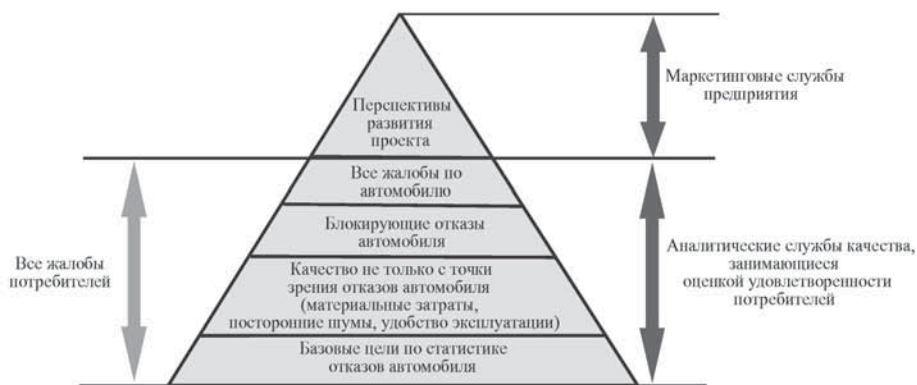 Перспективы
развития
проекта
Все жалобы по
автомобилю
Блокирующие отказы
автомобиля
Качество не только с точки
зрения отказов автомобиля
(материальные затраты,
посторонние шумы, удобство эксплуатации)
Базовые цели по статистике
отказов автомобиля
Все жалобы
потребителей
Маркетинговые службы
предприятия
Аналитические службы качества,
занимающиеся
оценкой удовлетворенности
потребителей